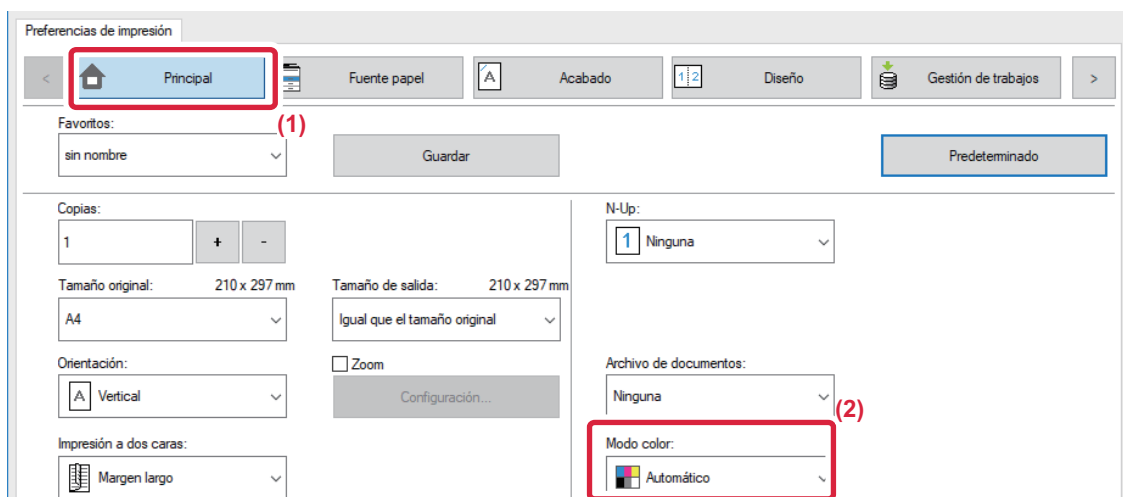 Preferencias de impresión
< Principal Fuente papel A Acabado 1 2 Diseño Gestión de trabajos >
(1)
Favoritos:
sin nombre Guardar Predeterminado
Copias: N-Up:
1 + - 1 Ninguna
Tamaño original: 210 x 297 mm Tamaño de salida: 210 x 297 mm
A4 Igual que el tamaño original
Orientación: Zoom Archivo de documentos:
A Vertical Configuración... Ninguna
(2)
Impresión a dos caras: Modo color:
Margen largo Automático